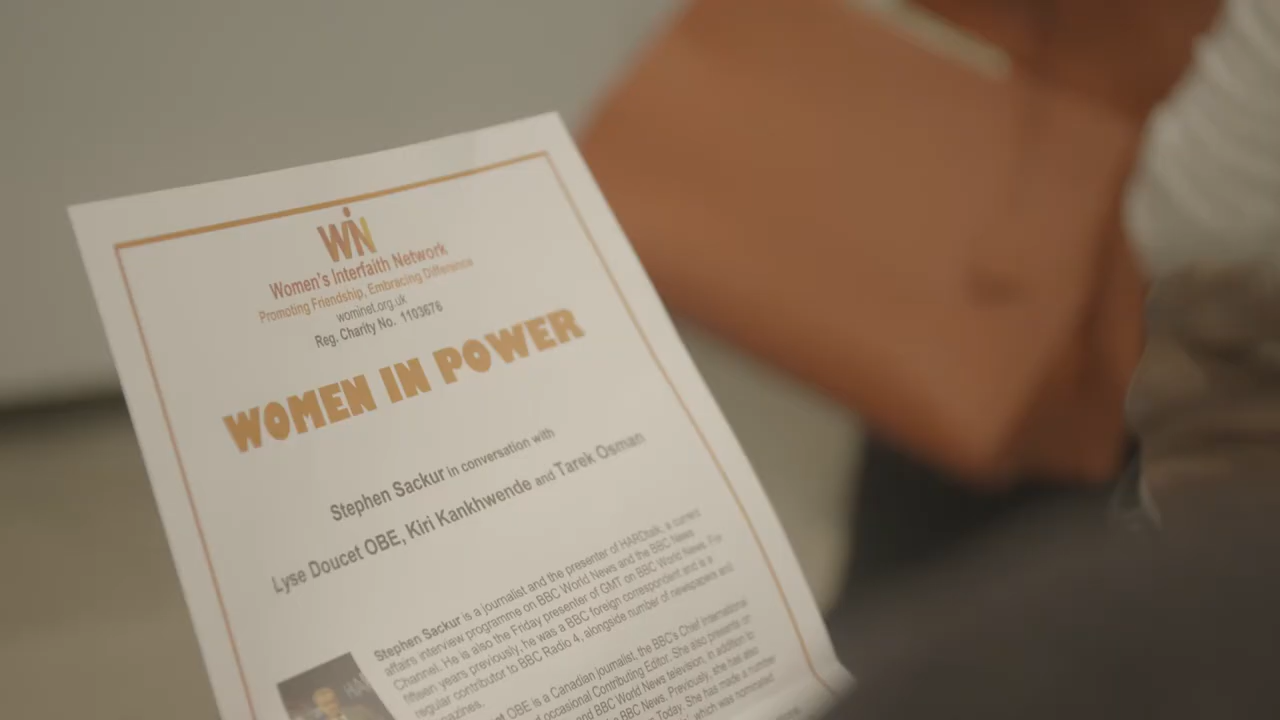 WIN
Women's Interfaith Network
Promoting Friendship, Embracing Difference
wominet.org.uk
Reg. Charity No. 1103676
WOMEN IN POWER
Stephen Sackur in conversation with
Lyse Doucet OBE, Kiri Kankhwende and Tarek Osman
Stephen Sackur is a journalist and the presenter of HARDtalk, a current
affairs interview programme on BBC World News and the BBC News
Channel. He is also the Friday presenter of GMT on BBC World News. For
fifteen years previously, he was a BBC foreign correspondent and is a
regular contributor to BBC Radio 4, alongside number of newspapers and
magazines.
OBE is a Canadian journalist, the BBC's Chief International
and occasional Contributing Editor. She also presents on
and BBC World News television. In addition to
BBC News. Previously, she has also
Today. She has made a number
which was nominated